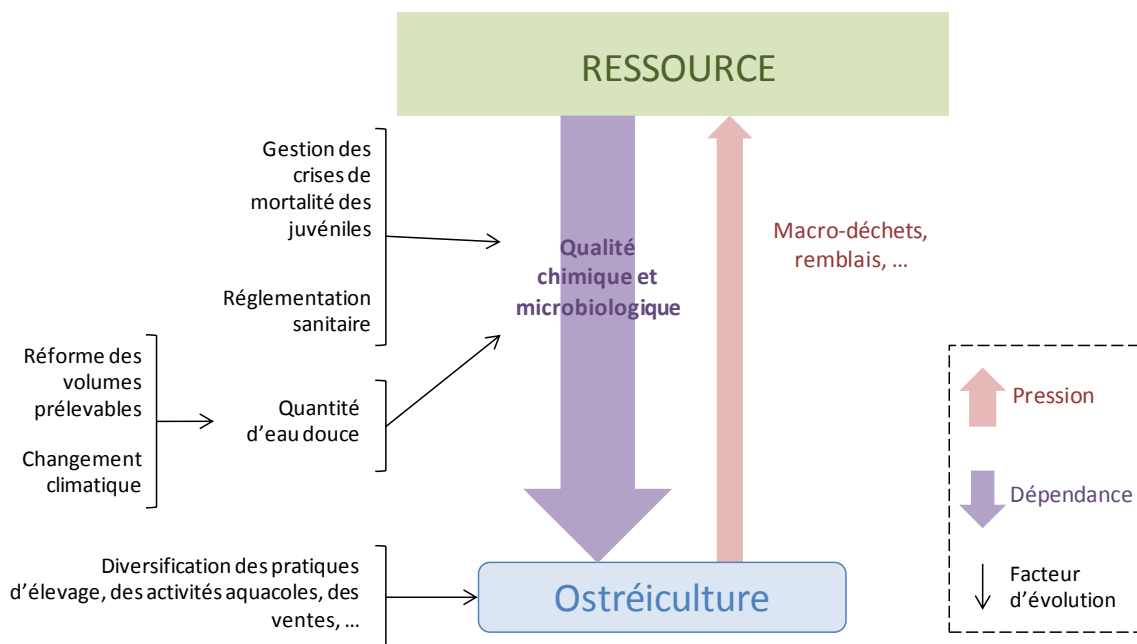 RESSOURCE
Gestion des
crises de
mortalité des
juvéniles
Réglementation
sanitaire
Réforme des
volumes
prélevables
Changement
climatique
Quantité
d'eau douce
Diversification des pratiques
d'élevage, des activités aquacoles, des
ventes, ...
Qualité
chimique et
microbiologique
Macro-déchets,
remblais, ...
Ostréiculture
Pression
Dépendance
Facteur
d'évolution